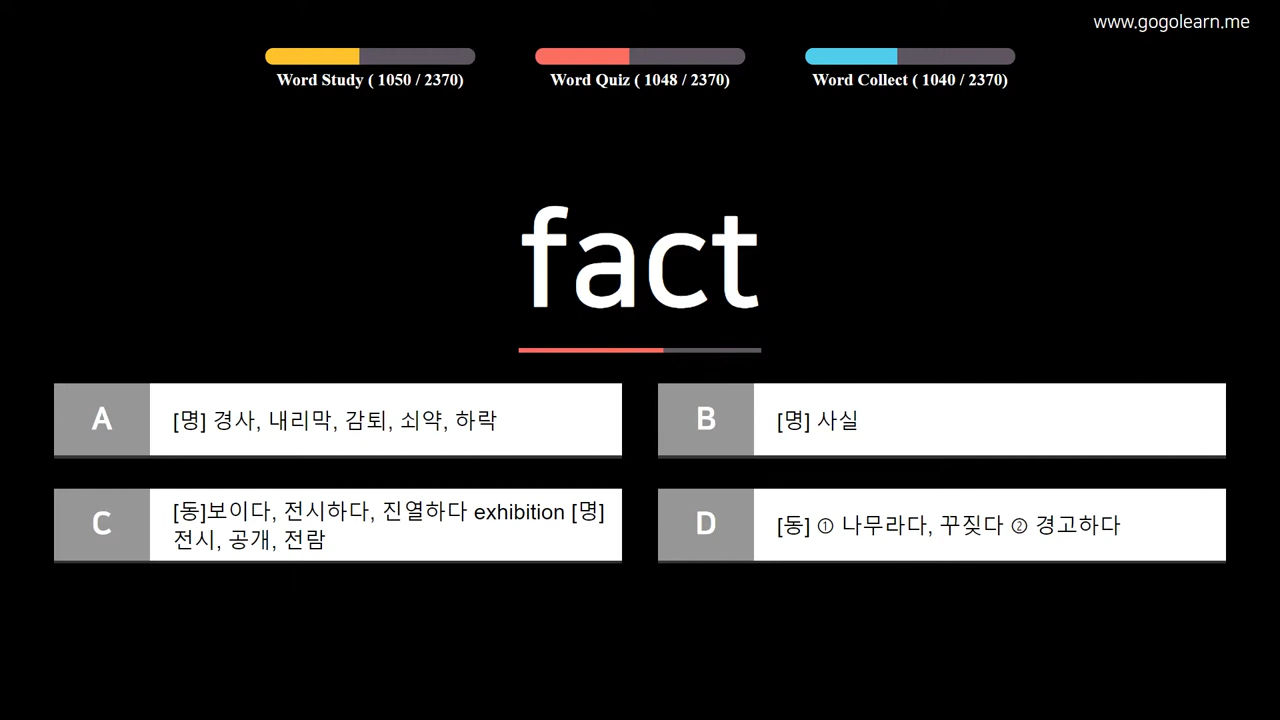 www.gogolearn.me
Word Study ( 1050 / 2370)
Word Quiz ( 1048 / 2370)
Word Collect ( 1040 / 2370)
fact
A
[명] 경사, 내리막, 감퇴, 쇠약, 하락
B
[명] 사실
C
[동]보이다, 전시하다, 진열하다 exhibition [명]
전시, 공개, 전람
D
[동] ① 나무라다, 꾸짖다 ② 경고하다